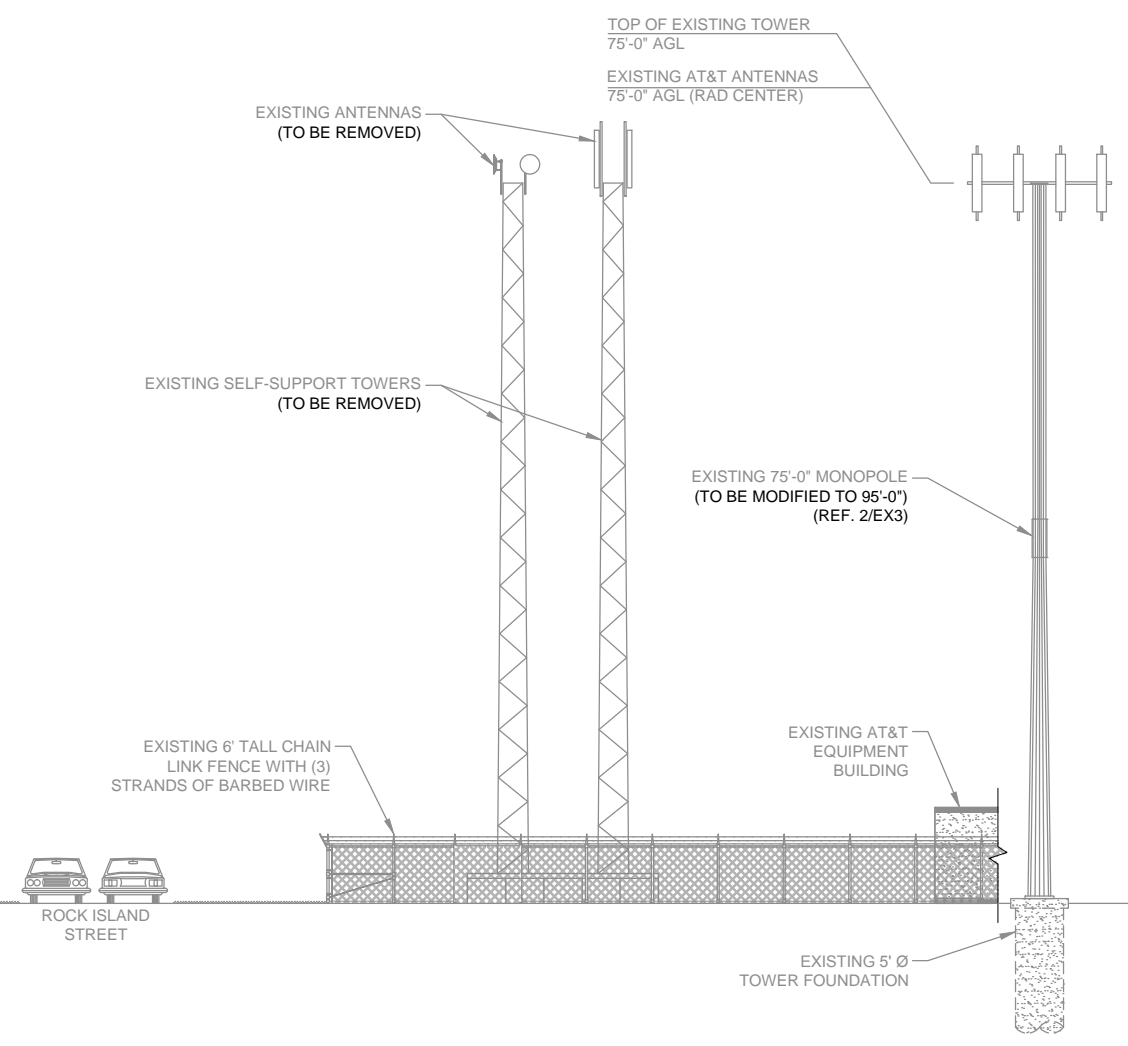 TOP OF EXISTING TOWER
75'-0" AGL
EXISTING AT&T ANTENNAS
75'-0" AGL (RAD CENTER)
EXISTING ANTENNAS
(TO BE REMOVED)
EXISTING SELF-SUPPORT TOWERS
(TO BE REMOVED)
EXISTING 75'-0" MONOPOLE
(TO BE MODIFIED TO 95'-0")
(REF. 2/EX3)
EXISTING 6' TALL CHAIN
LINK FENCE WITH (3)
STRANDS OF BARBED WIRE
EXISTING AT&T
EQUIPMENT
BUILDING
ROCK ISLAND
STREET
EXISTING 5' Ø
TOWER FOUNDATION